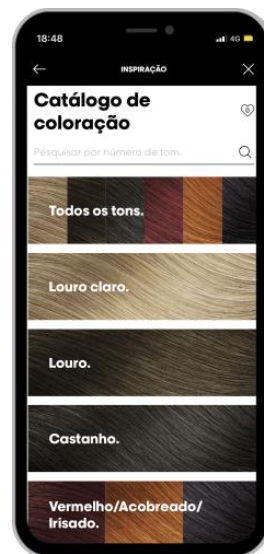 18:48
4G
INSPIRAÇÃO
Catálogo de
coloração
Pesquisar por número de tom.
Todos os tons.
Louro claro.
Louro.
Castanho.
Vermelho/Acobreado/
Irisado.